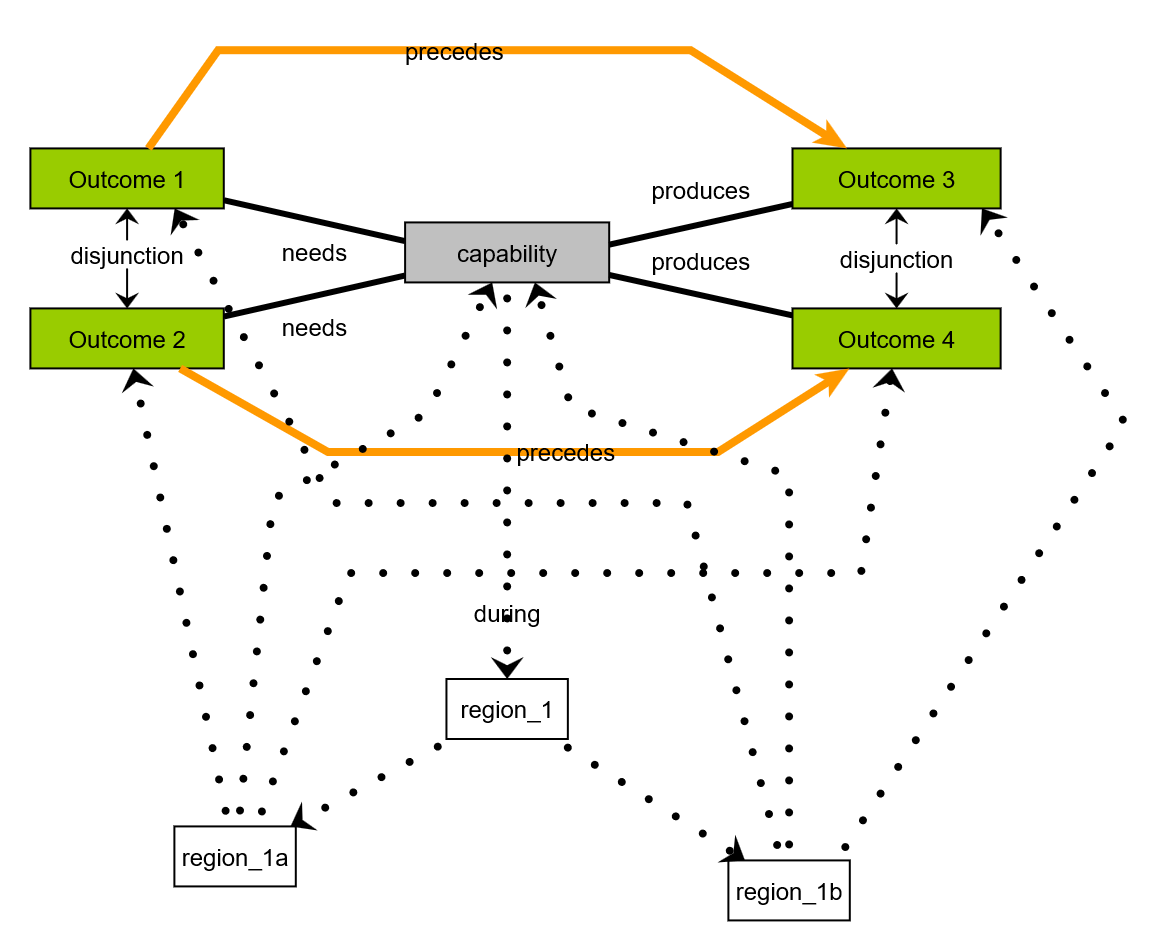 precedes
Outcome 1
Outcome 3
produces
disjunction
needs
capability
produces
disjunction
needs
Outcome 2
Outcome 4
precedes
during
region_1
region_1a
region_1b